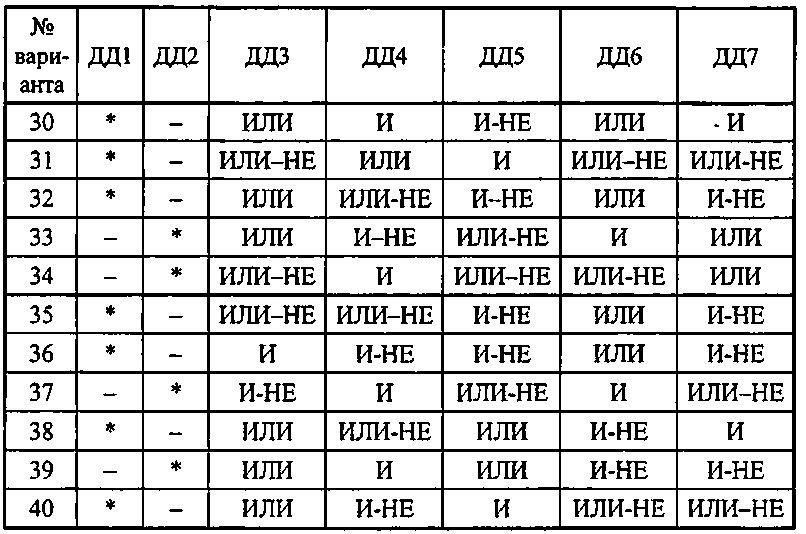 № вари-анта ДД1 ДД2 ДД3 ДД4 ДД5 ДД6 ДД7
30 * – ИЛИ И И-НЕ ИЛИ И
31 * – ИЛИ–НЕ ИЛИ И ИЛИ–НЕ ИЛИ-НЕ
32 * – ИЛИ ИЛИ-НЕ И–НЕ ИЛИ И-НЕ
33 – * ИЛИ И–НЕ ИЛИ-НЕ И ИЛИ
34 – * ИЛИ–НЕ И ИЛИ–НЕ ИЛИ-НЕ ИЛИ
35 * – ИЛИ–НЕ ИЛИ–НЕ И-НЕ ИЛИ И-НЕ
36 * – И И-НЕ И-НЕ ИЛИ И-НЕ
37 – * И-НЕ И ИЛИ-НЕ И ИЛИ–НЕ
38 * – ИЛИ ИЛИ-НЕ ИЛИ И-НЕ И
39 – * ИЛИ И ИЛИ И-НЕ И-НЕ
40 * – ИЛИ И-НЕ И ИЛИ-НЕ ИЛИ–НЕ